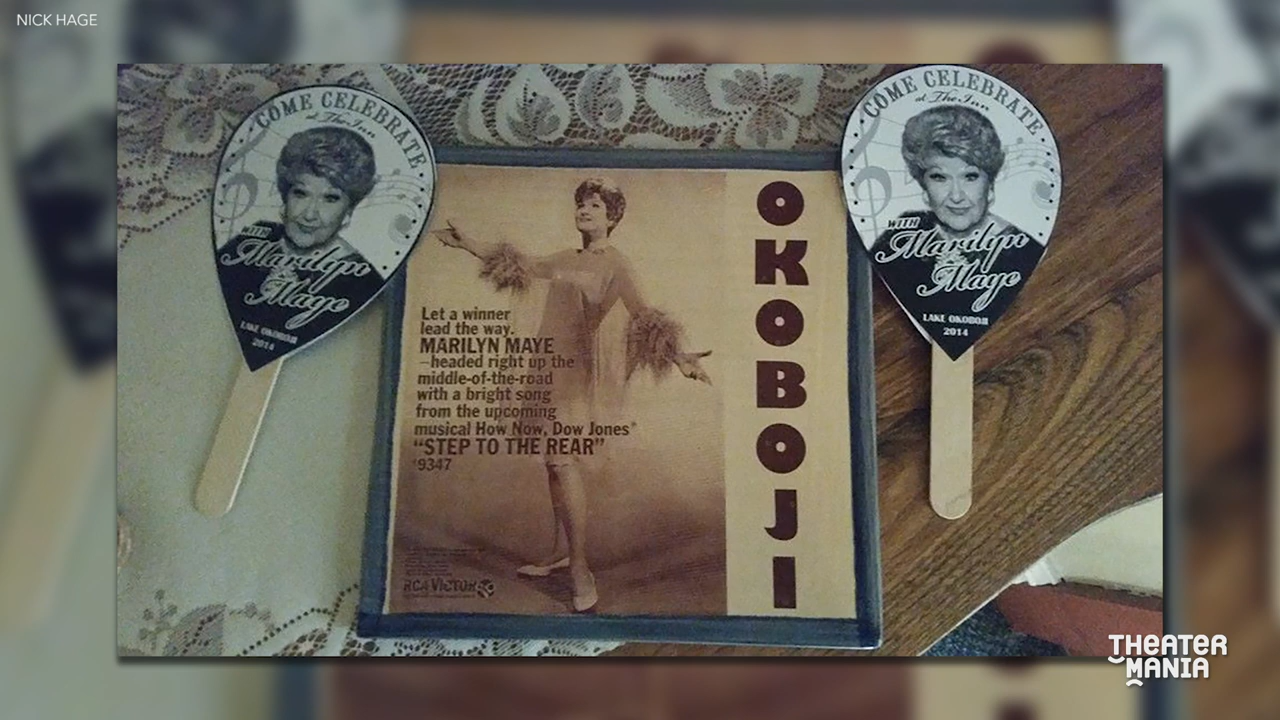 NICK HAGE
COME CELEBRATE
at The Inn
WITH
Marilyn
Maye
LAKE OKOBOJI
2014
Let a winner
lead the way.
MARILYN MAYE
—headed right up the
middle-of-the-road
with a bright song
from the upcoming
musical How Now, Dow Jones*
“STEP TO THE REAR”
*9347
RCA VICTOR
OKOBOJI
COME CELEBRATE
at The Inn
WITH
Marilyn
Maye
LAKE OKOBOJI
2014
THEATER
MANIA